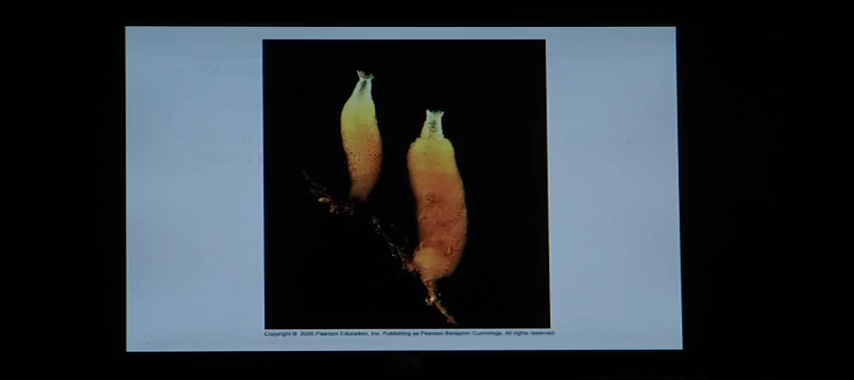 Copyright © 2005 Pearson Education, Inc. Publishing as Pearson Benjamin Cummings. All rights reserved.